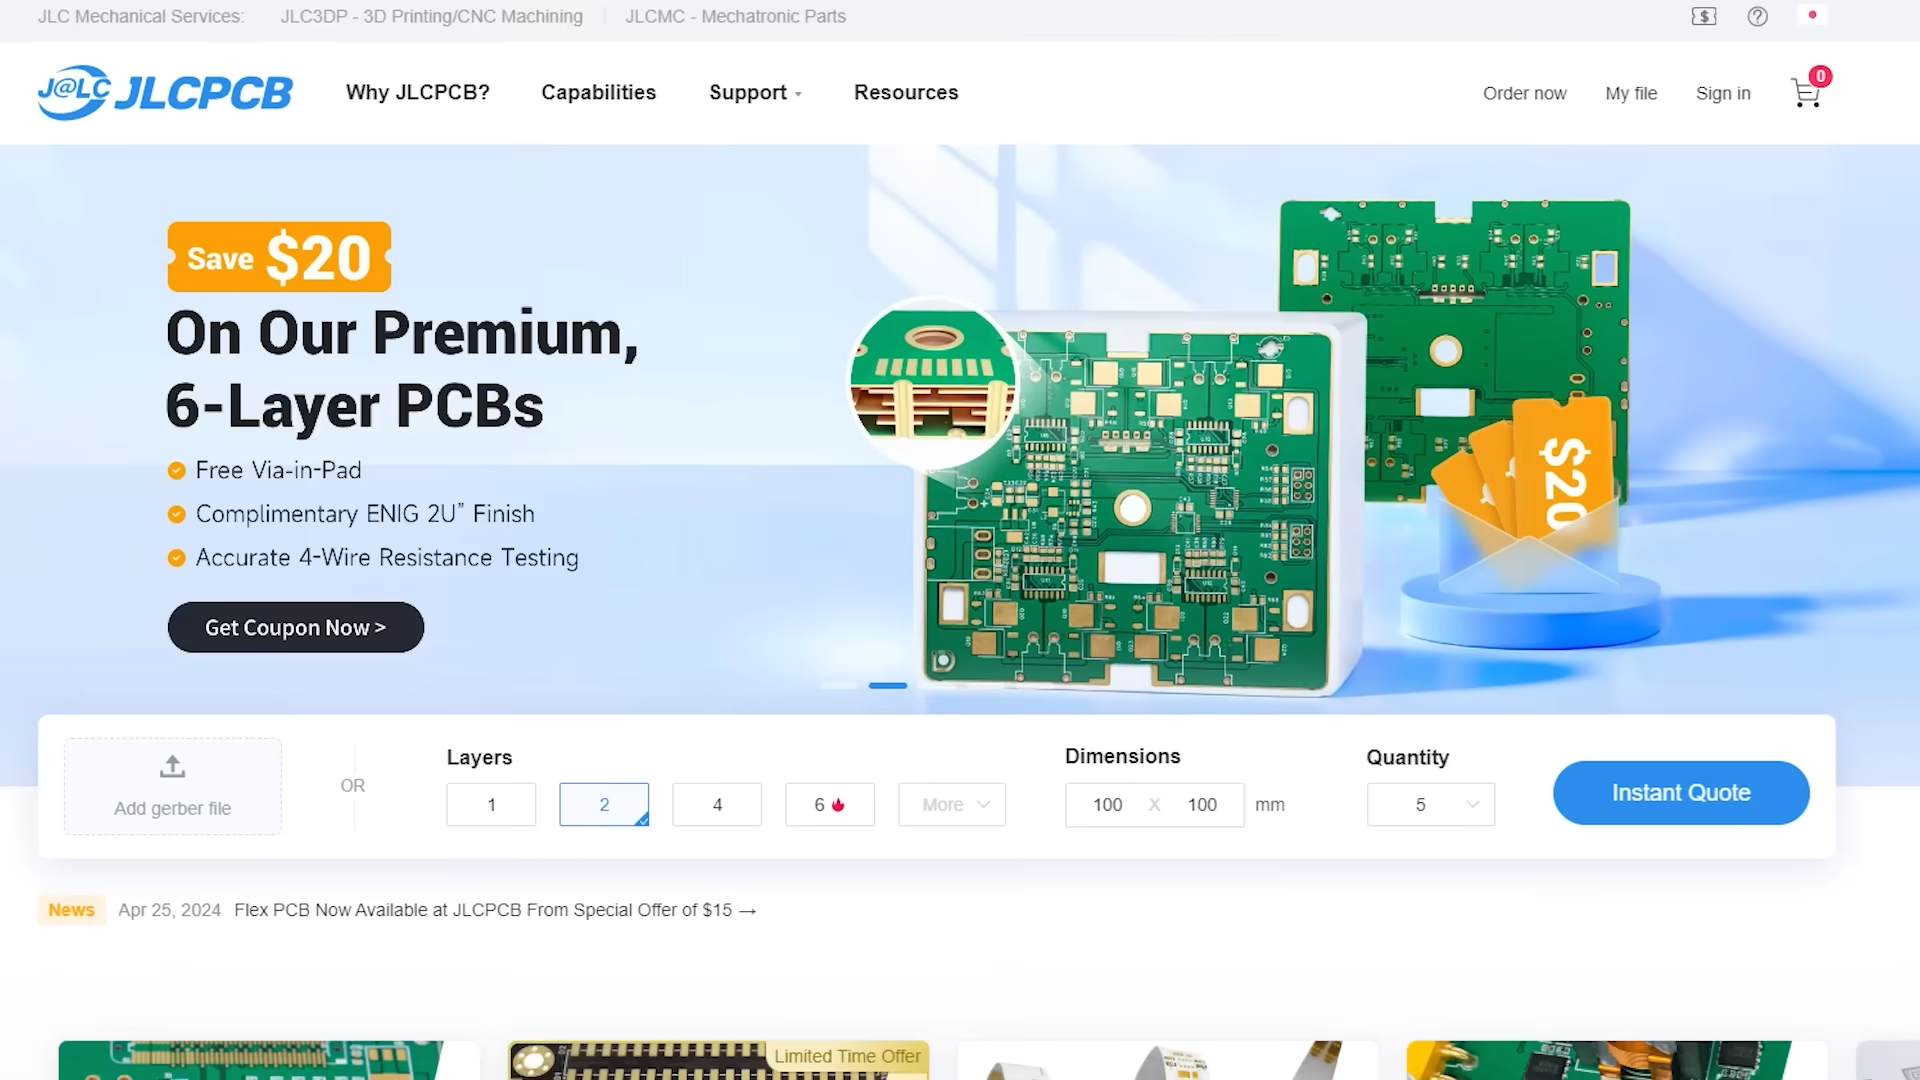 JLC Mechanical Services:
JLC3DP - 3D Printing/CNC Machining
JLCMC - Mechatronic Parts
J@LC JLCPCB
Why JLCPCB?
Capabilities
Support
Resources
Order now
My file
Sign in
0
Save $20
On Our Premium,
6-Layer PCBs
Free Via-in-Pad
Complimentary ENIG 2U" Finish
Accurate 4-Wire Resistance Testing
Get Coupon Now >
$20
Add gerber file
OR
Layers
1
2
4
6
More
Dimensions
100 X 100 mm
Quantity
5
Instant Quote
News
Apr 25, 2024
Flex PCB Now Available at JLCPCB From Special Offer of $15 →
Limited Time Offer